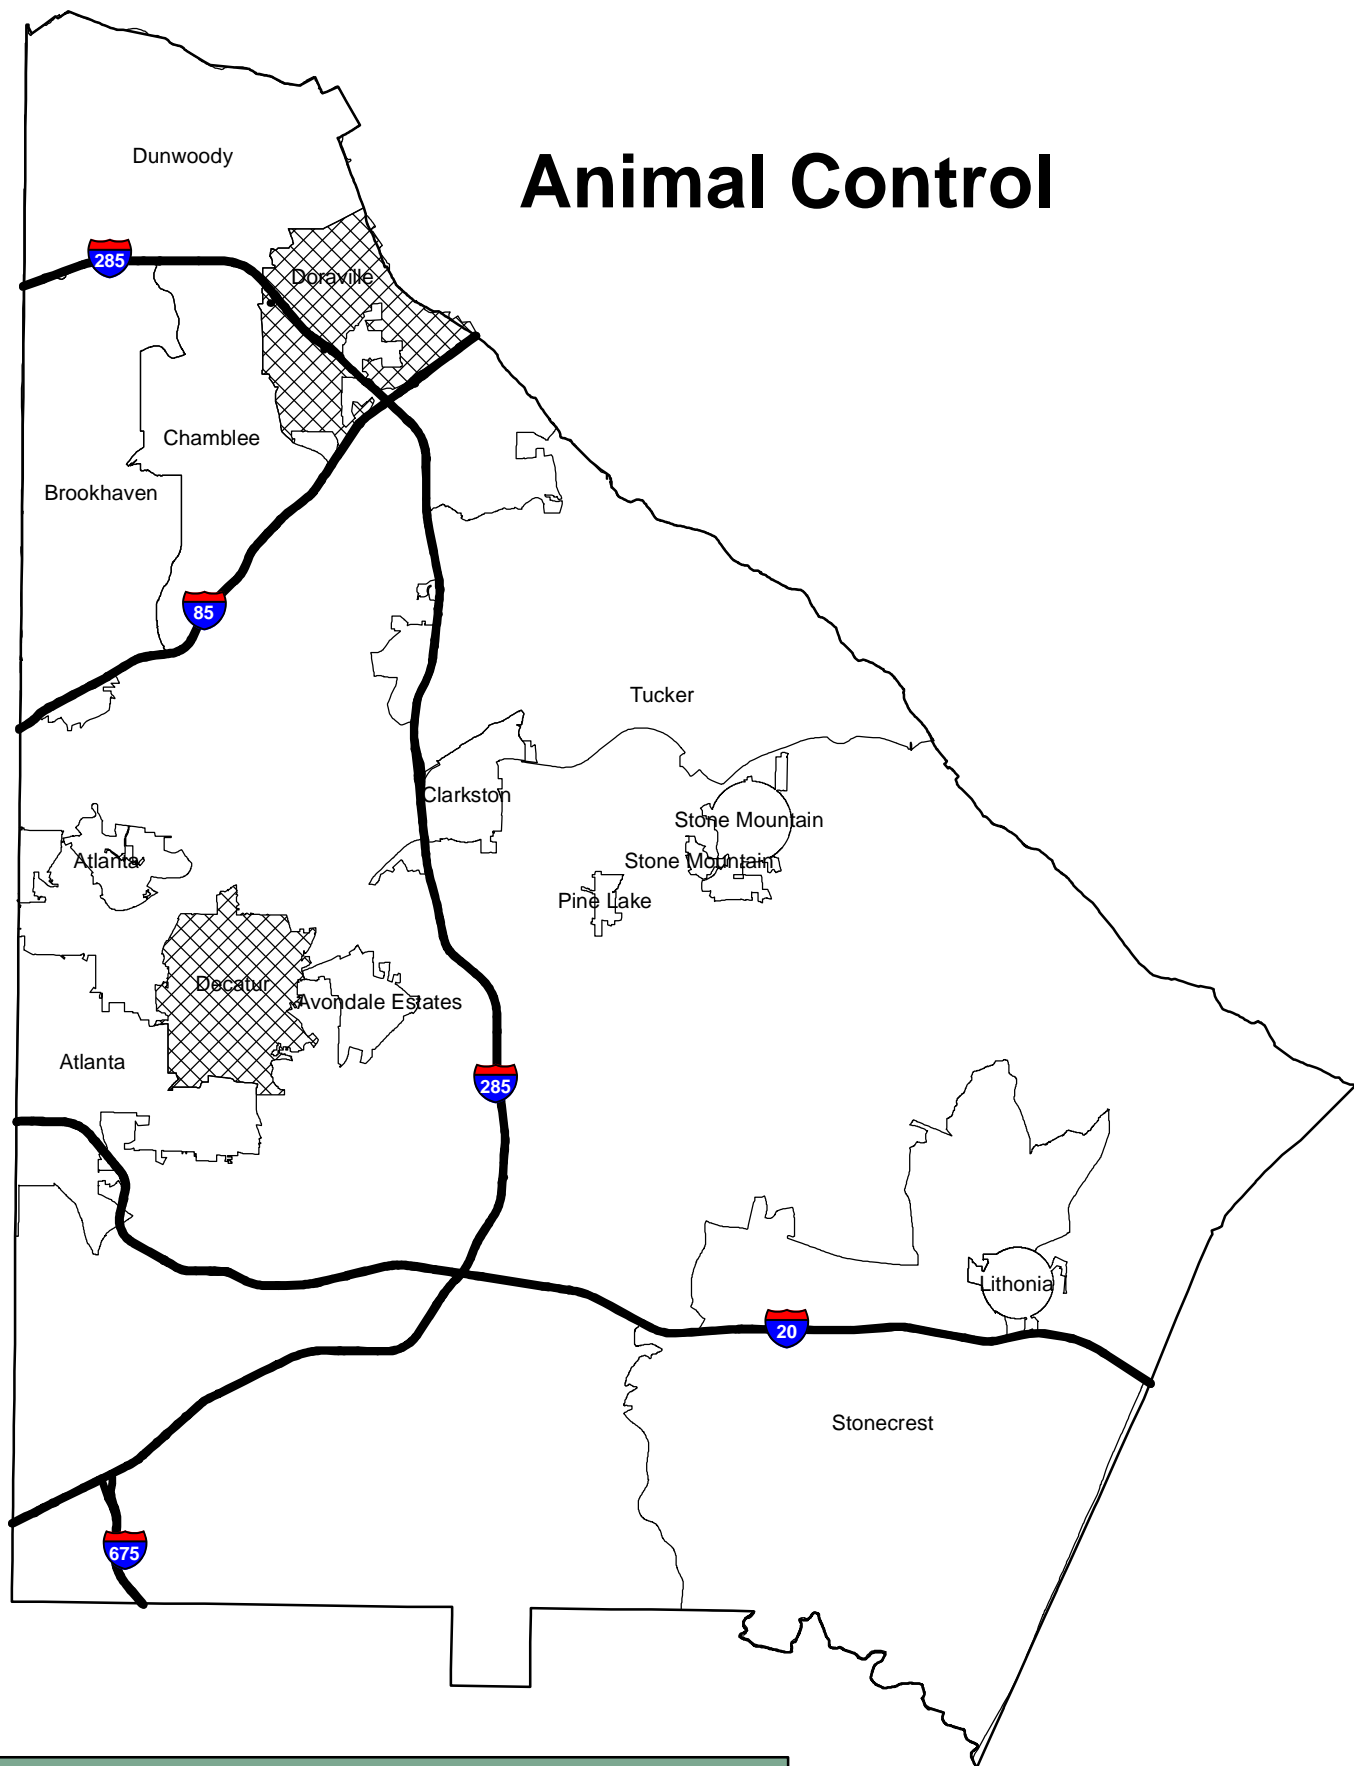 Animal Control
Dunwoody
285
Doraville
Chamblee
Brookhaven
85
Tucker
Clarkston
Stone Mountain
Atlanta
Stone Mountain
Pine Lake
Decatur
Avondale Estates
Atlanta
285
Lithonia
20
Stonecrest
675